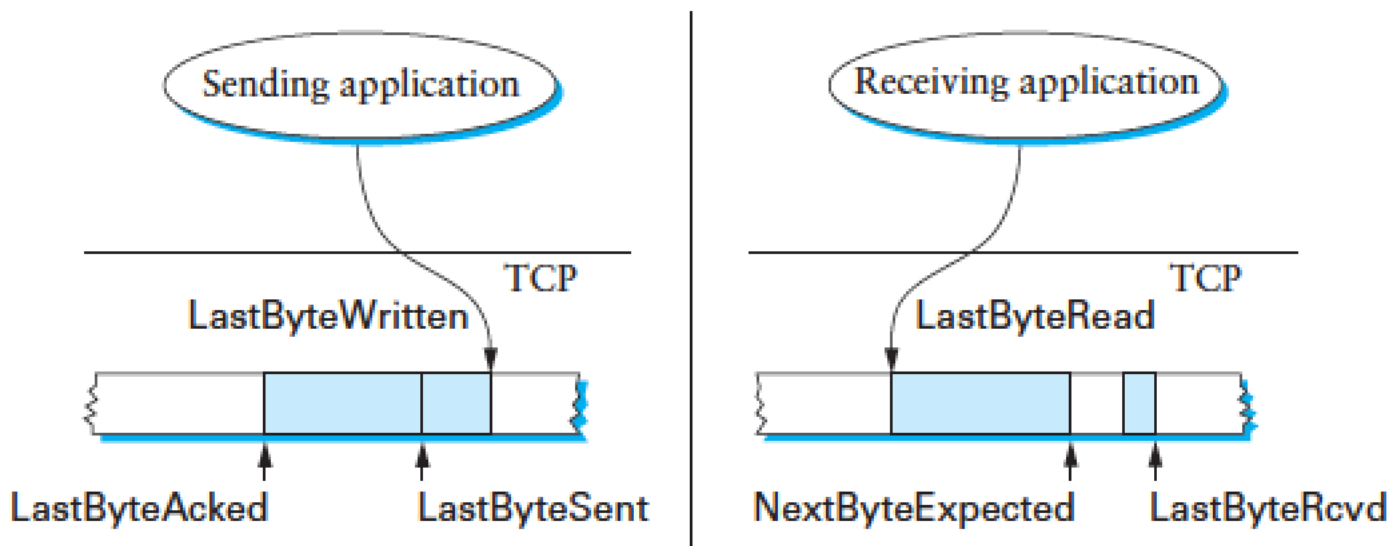 Sending application
TCP
LastByteWritten
LastByteAcked
LastByteSent
Receiving application
TCP
LastByteRead
NextByteExpected
LastByteRcvd